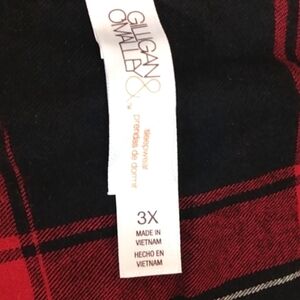 GILLIGAN &
O'MALLEY
sleepwear
prendas de dormir
3X
MADE IN
VIETNAM
HECHO EN
VIETNAM